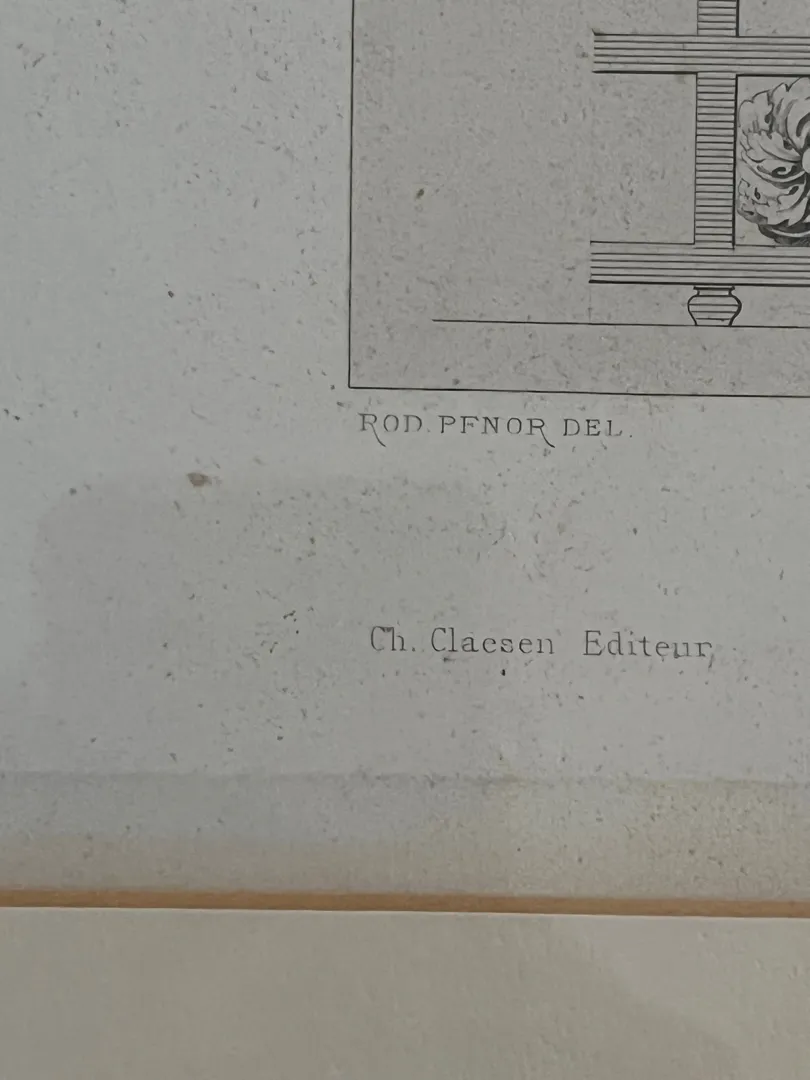 ROD. PFNOR DEL.
Ch. Claesen Editeur,